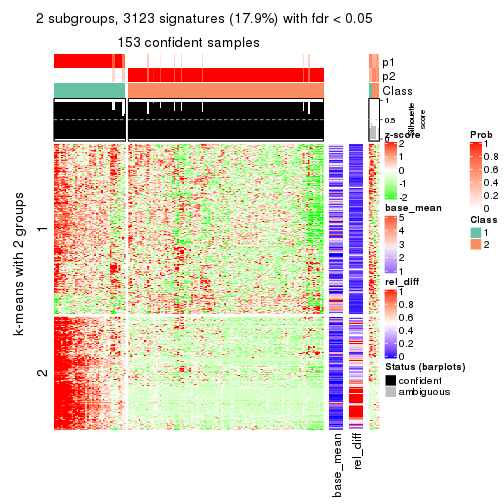 2 subgroups, 3123 signatures (17.9%) with fdr < 0.05
153 confident samples
p1
p2
Class
1
0.5
0
Silhouette
score
k-means with 2 groups
1
2
base_mean
rel_diff
z-score
2
1
0
-1
-2
base_mean
5
4
3
2
1
rel_diff
1
0.8
0.6
0.4
0.2
0
Status (barplots)
confident
ambiguous
Prob
1
0.8
0.6
0.4
0.2
0
Class
1
2